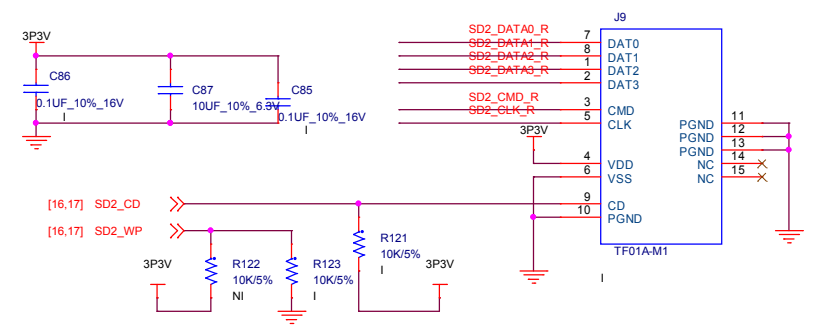 J9
3P3V
C86
0.1UF_10%_16V
I
C87
10UF_10%_6.3V
C85
0.1UF_10%_16V
I
SD2_DATA0_R
SD2_DATA1_R
SD2_DATA2_R
SD2_DATA3_R
SD2_CMD_R
SD2_CLK_R
3P3V
7 DAT0
8 DAT1
1 DAT2
2 DAT3
3 CMD
5 CLK
4 VDD
6 VSS
9 CD
10 PGND
PGND 11
PGND 12
PGND 13
NC 14
NC 15
TF01A-M1
I
[16,17] SD2_CD
[16,17] SD2_WP
3P3V
R122
10K/5%
NI
R123
10K/5%
I
R121
10K/5%
I
3P3V